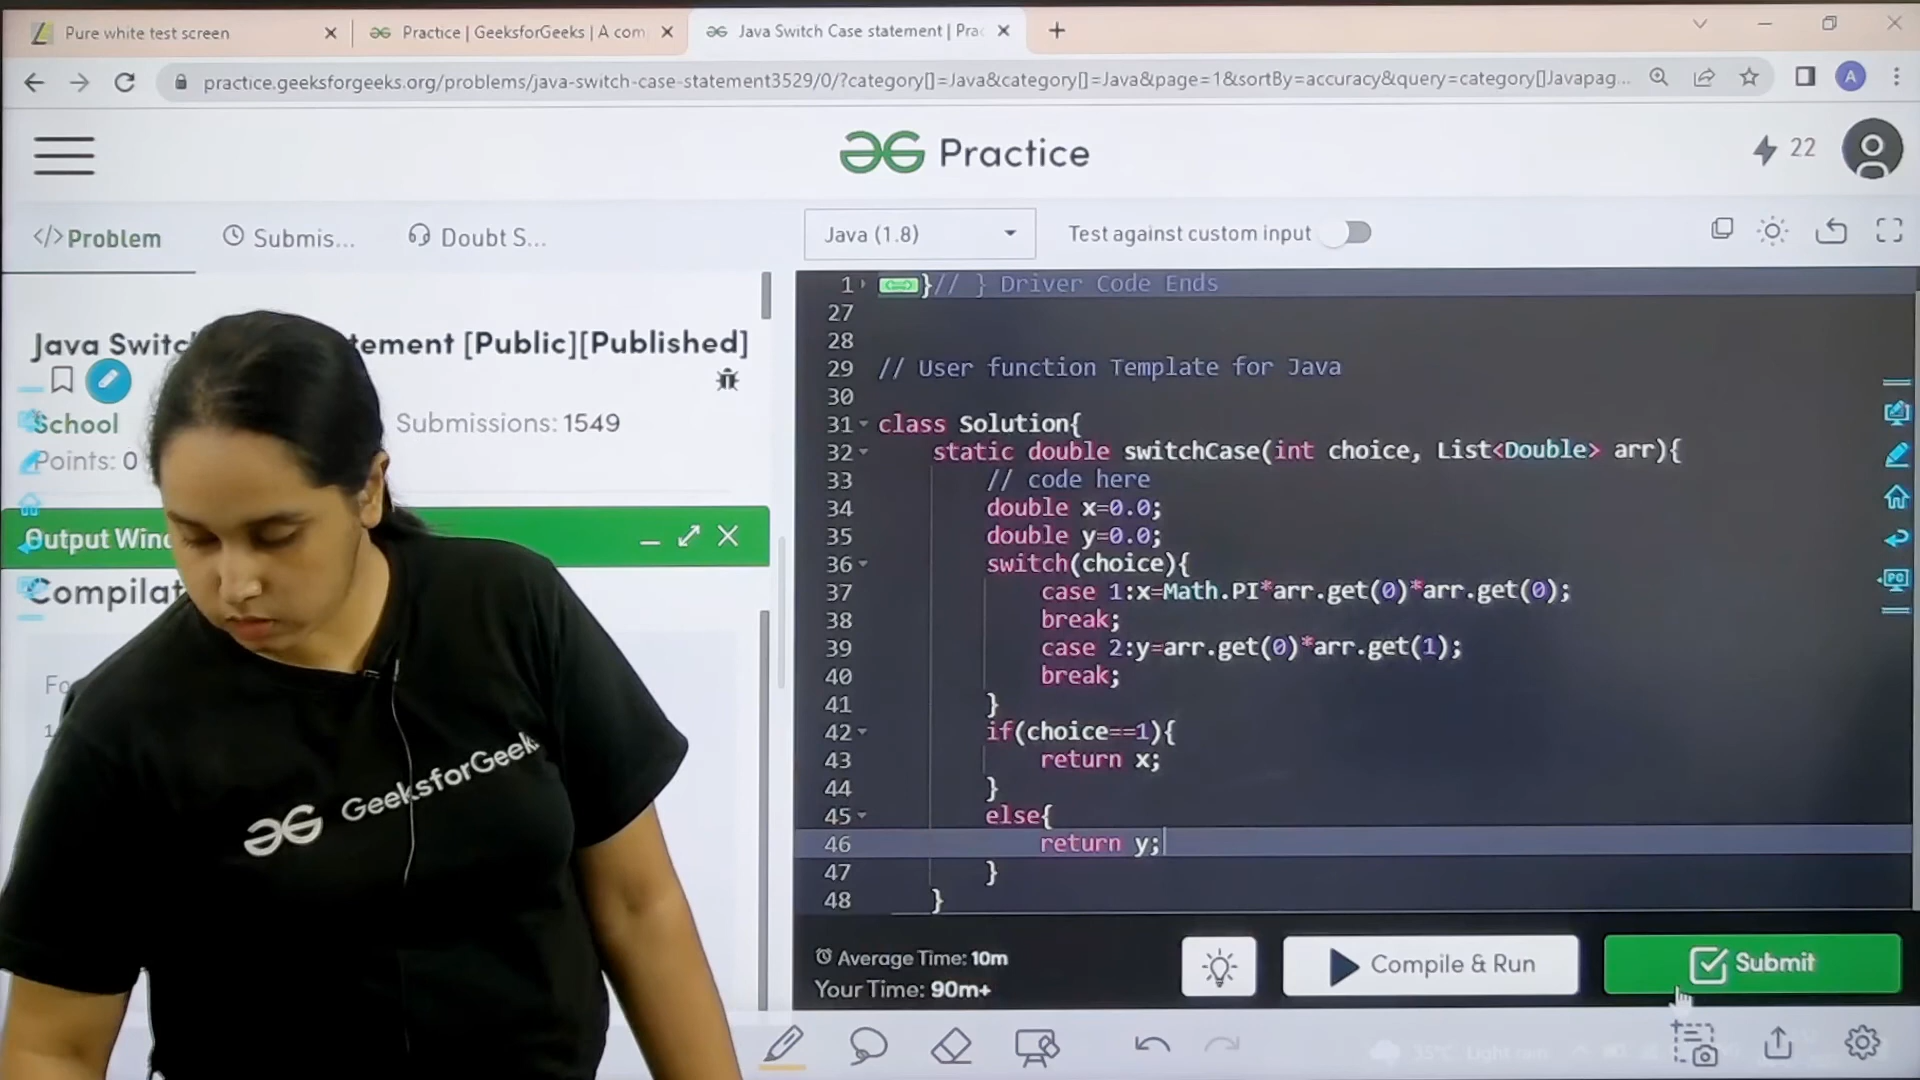 Pure white test screen
Practice | GeeksforGeeks | A com
Java Switch Case statement | Prac
practice.geeksforgeeks.org/problems/java-switch-case-statement3529/0/?category[]=Java&category[]=Java&page=1&sortBy=accuracy&query=category[]Javapag...
A
Practice
22
</>Problem
Submis...
Doubt S...
Java (1.8)
Test against custom input
Java Switc
tement [Public][Published]
School
Submissions: 1549
Points: 0
Output Wind
Compilat
1 }// } Driver Code Ends
27
28
29 // User function Template for Java
30
31 class Solution{
32 static double switchCase(int choice, List<Double> arr){
33 // code here
34 double x=0.0;
35 double y=0.0;
36 switch(choice){
37 case 1:x=Math.PI*arr.get(0)*arr.get(0);
38 break;
39 case 2:y=arr.get(0)*arr.get(1);
40 break;
41 }
42 if(choice==1){
43 return x;
44 }
45 else{
46 return y;
47 }
48 }
PC
GeeksforGeek
Average Time: 10m
Your Time: 90m+
Compile & Run
Submit
35°C Light rain